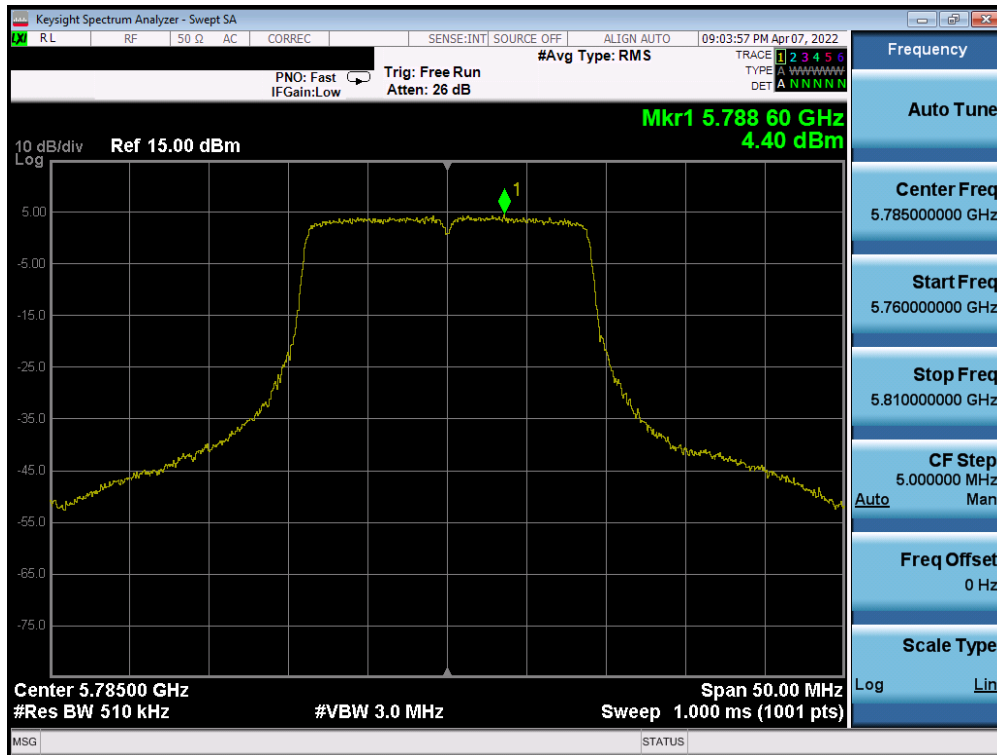 Keysight Spectrum Analyzer - Swept SA
LXI RL RF 50 Ω AC CORREC SENSE:INT SOURCE OFF ALIGN AUTO 09:03:57 PM Apr 07, 2022
#Avg Type: RMS
TRACE 1 2 3 4 5 6
PNO: Fast Trig: Free Run
TYPE A WWWWW
IFGain:Low Atten: 26 dB
DET A N N N N N
Mkr1 5.788 60 GHz
4.40 dBm
10 dB/div Ref 15.00 dBm
Log
1
5.00
-5.00
-15.0
-25.0
-35.0
-45.0
-55.0
-65.0
-75.0
Center 5.78500 GHz Span 50.00 MHz
#Res BW 510 kHz #VBW 3.0 MHz Sweep 1.000 ms (1001 pts)
MSG STATUS
Frequency
Auto Tune
Center Freq
5.785000000 GHz
Start Freq
5.760000000 GHz
Stop Freq
5.810000000 GHz
CF Step
5.000000 MHz
Auto Man
Freq Offset
0 Hz
Scale Type
Log Lin